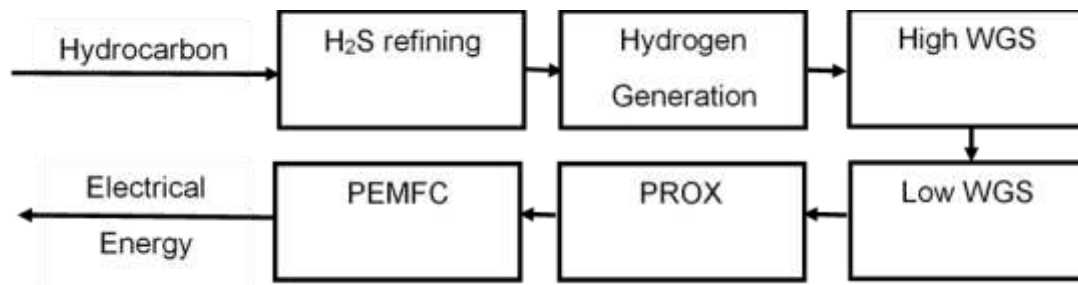 Hydrocarbon
H₂S refining
Hydrogen
Generation
High WGS
Electrical
Energy
PEMFC
PROX
Low WGS